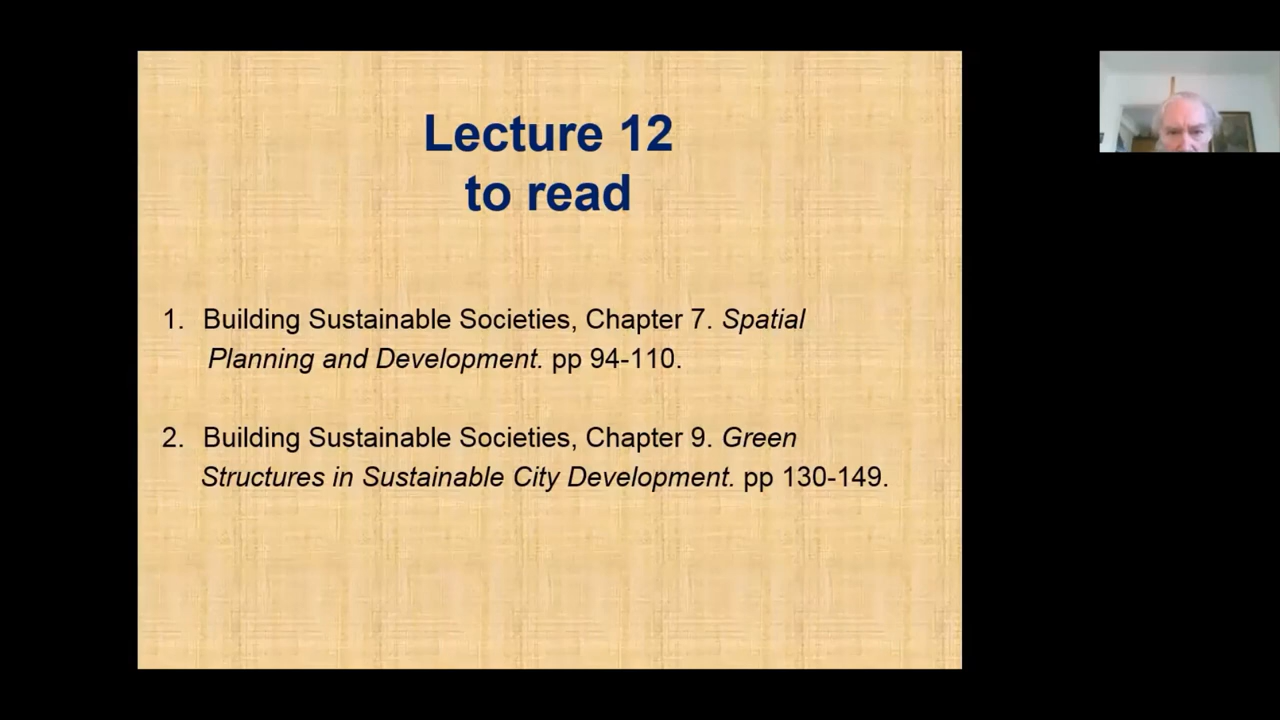 Lecture 12
to read
1. Building Sustainable Societies, Chapter 7. Spatial
Planning and Development. pp 94-110.
2. Building Sustainable Societies, Chapter 9. Green
Structures in Sustainable City Development. pp 130-149.